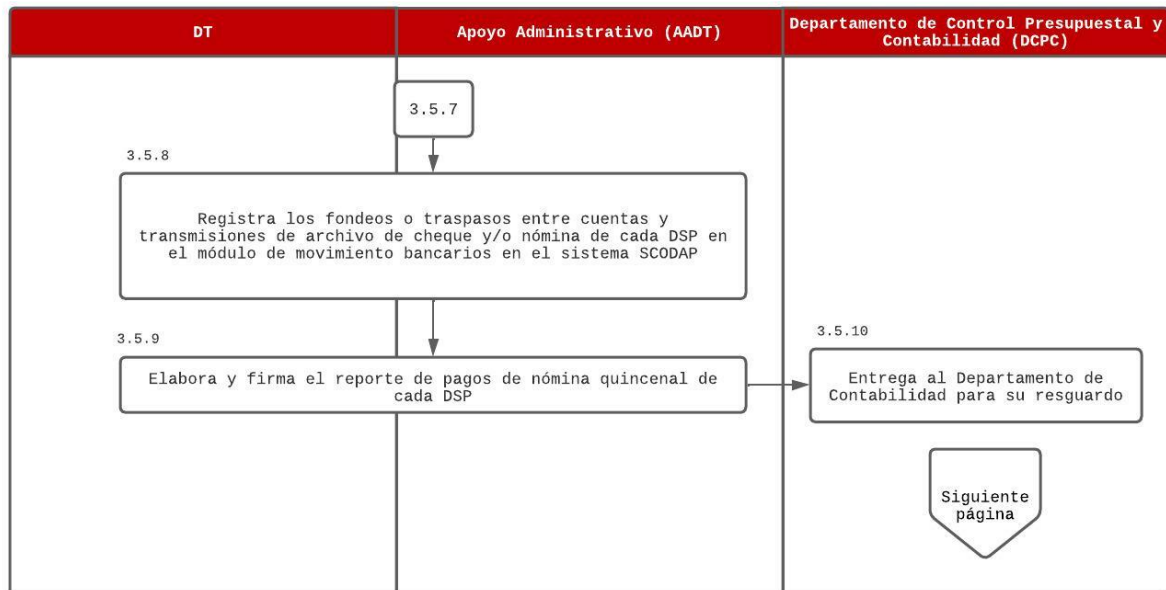 DT
Apoyo Administrativo (AADT)
Departamento de Control Presupuestal y
Contabilidad (DCPC)
3.5.7
3.5.8
Registra los fondeos o traspasos entre cuentas y
transmisiones de archivo de cheque y/o nómina de cada DSP en
el módulo de movimiento bancarios en el sistema SCODAP
3.5.9
Elabora y firma el reporte de pagos de nómina quincenal de
cada DSP
3.5.10
Entrega al Departamento de
Contabilidad para su resguardo
Siguiente
página